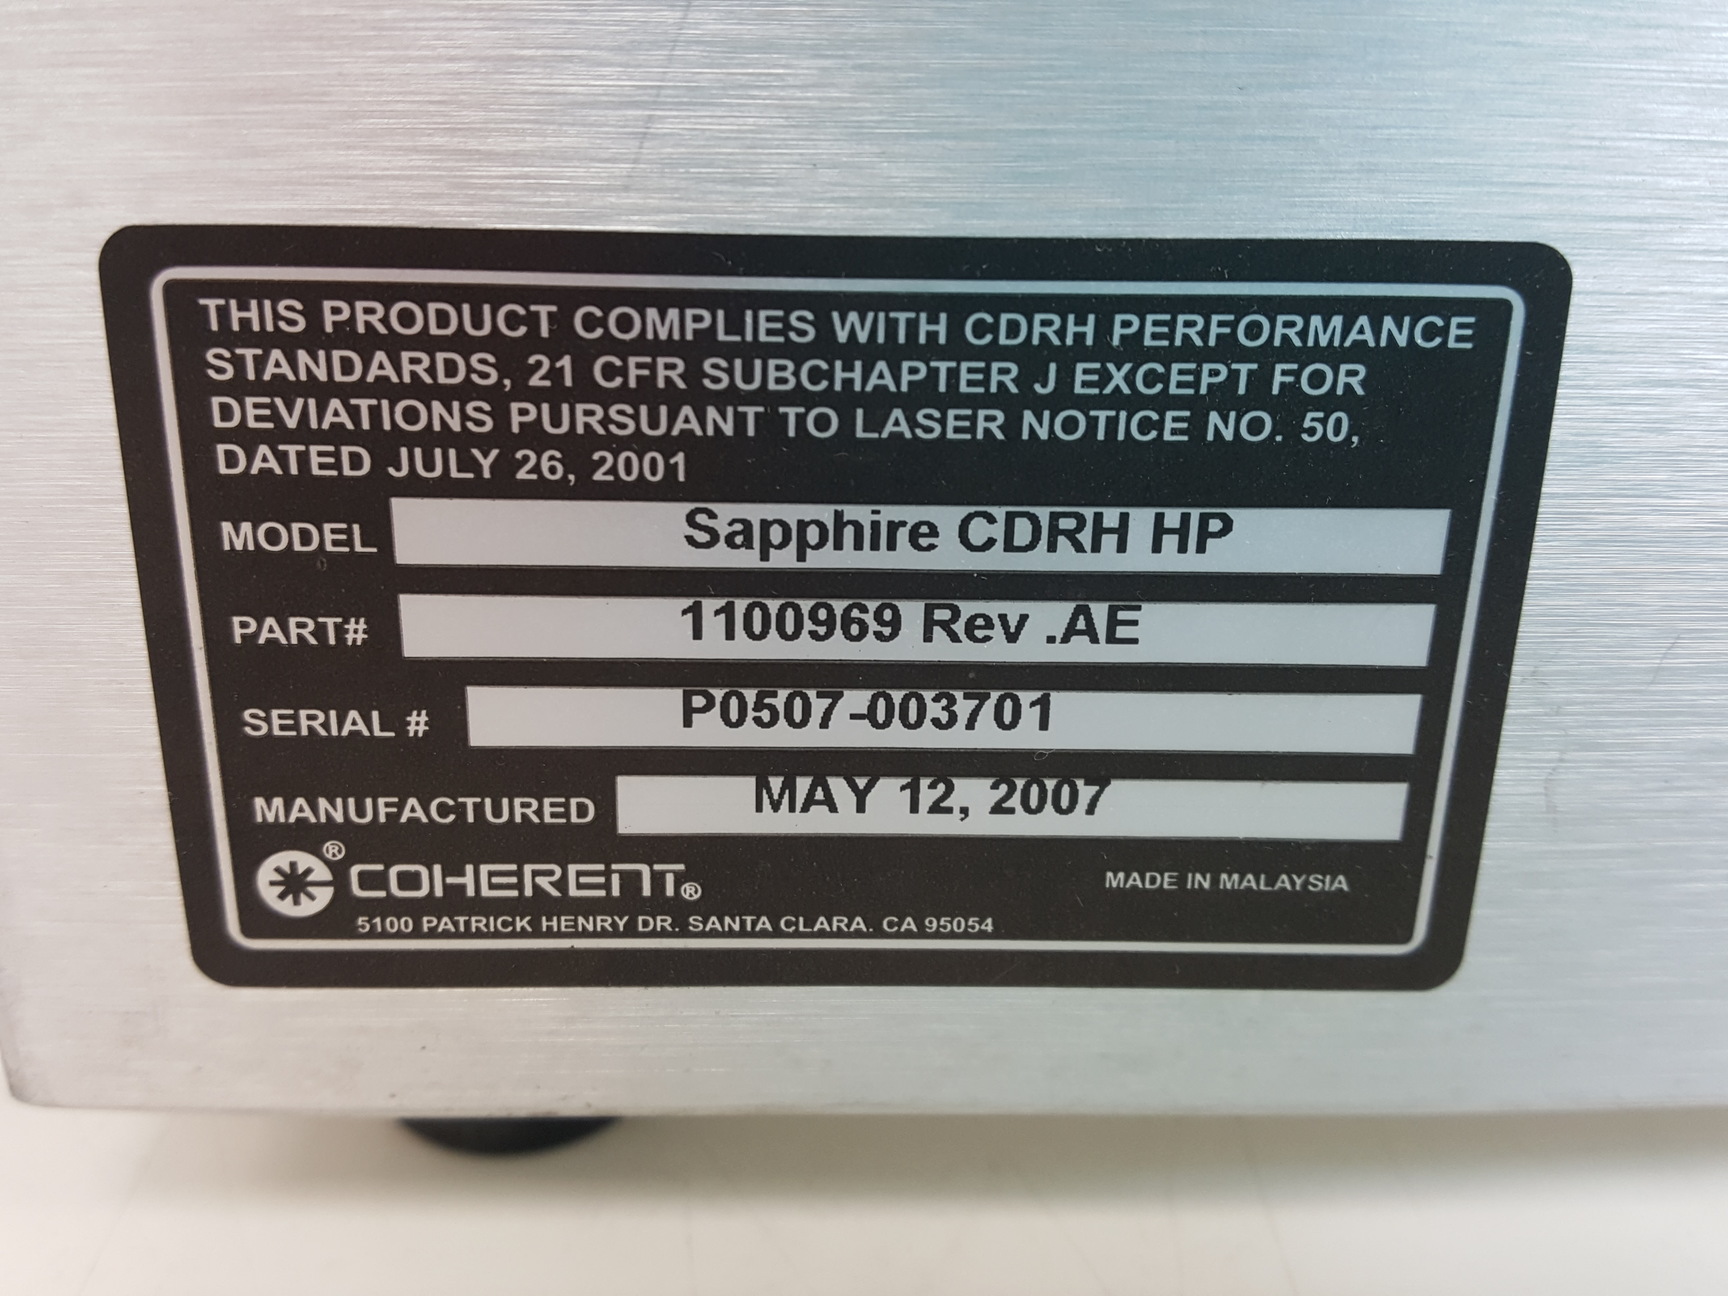 THIS PRODUCT COMPLIES WITH CDRH PERFORMANCE
STANDARDS, 21 CFR SUBCHAPTER J EXCEPT FOR
DEVIATIONS PURSUANT TO LASER NOTICE NO. 50,
DATED JULY 26, 2001
MODEL Sapphire CDRH HP
PART# 1100969 Rev .AE
SERIAL # P0507-003701
MANUFACTURED MAY 12, 2007
® COHERENT® MADE IN MALAYSIA
5100 PATRICK HENRY DR. SANTA CLARA. CA 95054